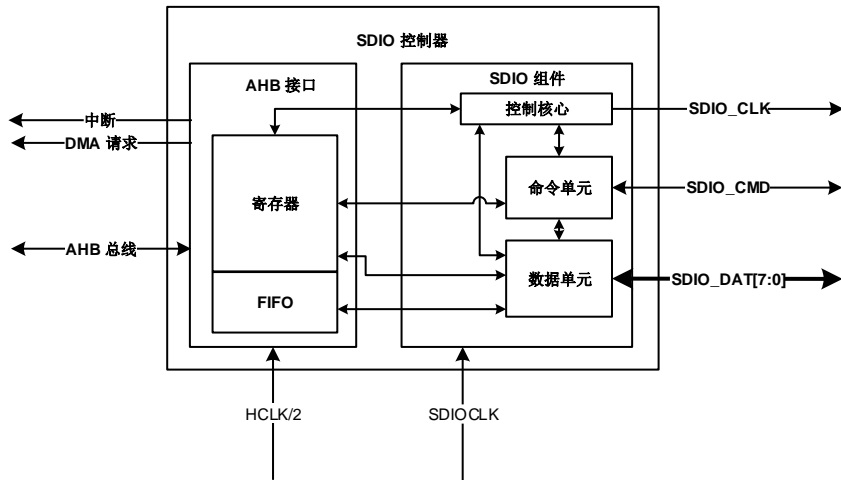 SDIO 控制器
AHB 接口
SDIO 组件
控制核心
SDIO_CLK
中断
DMA 请求
命令单元
SDIO_CMD
寄存器
AHB 总线
数据单元
SDIO_DAT[7:0]
FIFO
HCLK/2
SDIOCLK